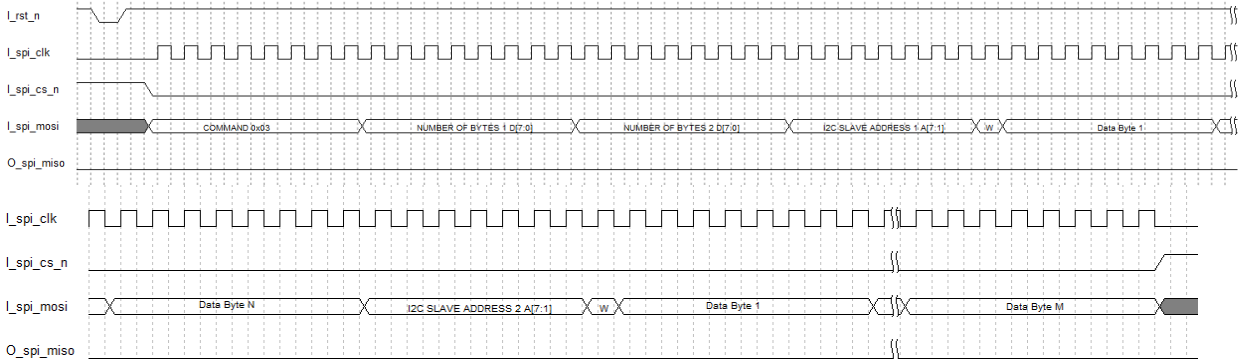 I_rst_n
I_spi_clk
I_spi_cs_n
I_spi_mosi COMMAND 0x03 NUMBER OF BYTES 1 D[7:0] NUMBER OF BYTES 2 D[7:0] I2C SLAVE ADDRESS 1 A[7:1] W Data Byte 1
O_spi_miso
I_spi_clk
I_spi_cs_n
I_spi_mosi Data Byte N I2C SLAVE ADDRESS 2 A[7:1] W Data Byte 1 Data Byte M
O_spi_miso